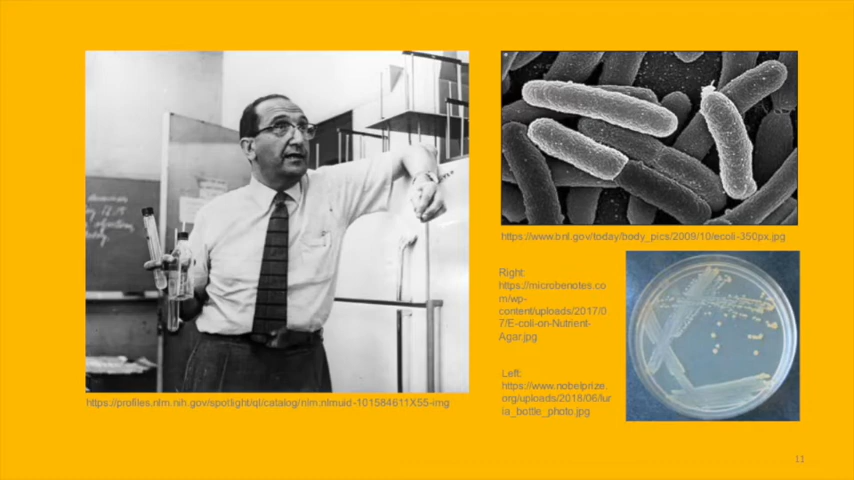 https://www.bnl.gov/today/body_pics/2009/10/ecoli-350px.jpg
Right:
https://microbenotes.co
m/wp-
content/uploads/2017/0
7/E-coli-on-Nutrient-
Agar.jpg
Left:
https://www.nobelprize.
org/uploads/2018/06/lur
ia_bottle_photo.jpg
https://profiles.nlm.nih.gov/spotlight/ql/catalog/nlm:nlmuid-101584611X55-img
11